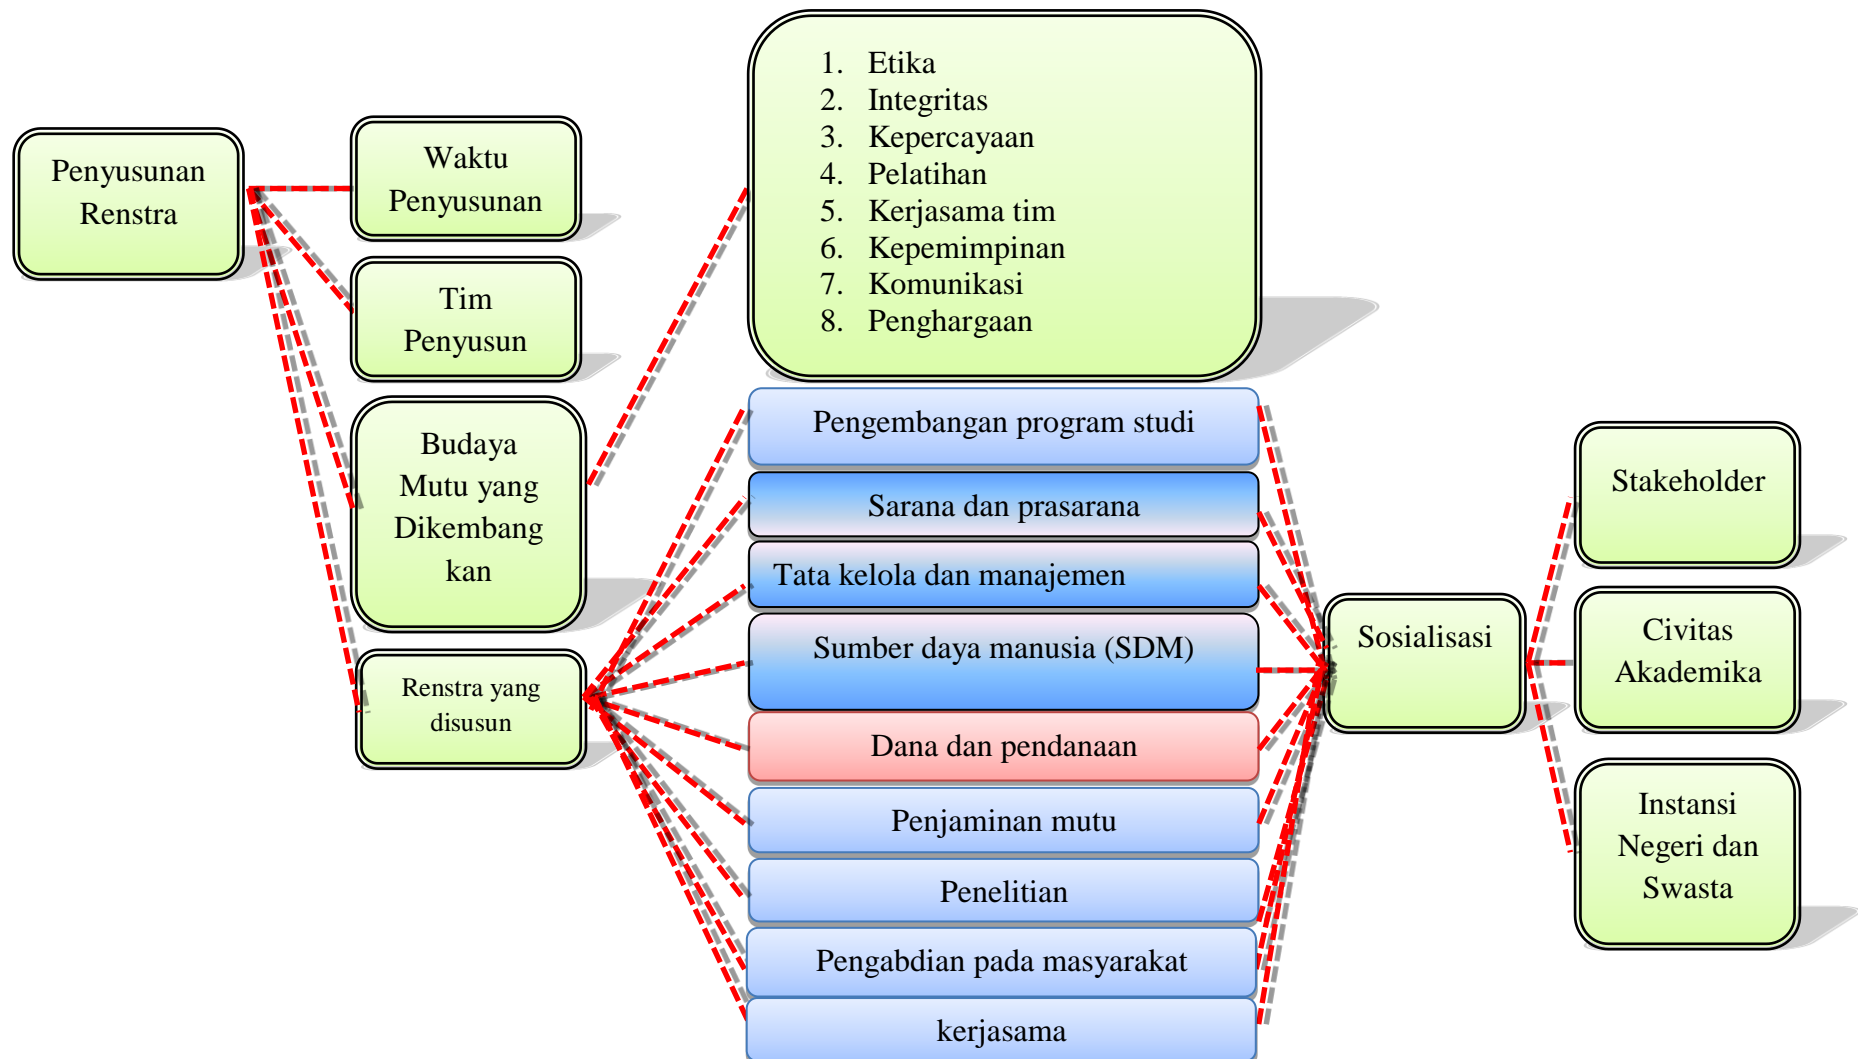 Penyusunan
Renstra
Waktu
Penyusunan
Tim
Penyusun
Budaya
Mutu yang
Dikembang
kan
Renstra yang
disusun
1. Etika
2. Integritas
3. Kepercayaan
4. Pelatihan
5. Kerjasama tim
6. Kepemimpinan
7. Komunikasi
8. Penghargaan
Pengembangan program studi
Sarana dan prasarana
Tata kelola dan manajemen
Sumber daya manusia (SDM)
Dana dan pendanaan
Penjaminan mutu
Penelitian
Pengabdian pada masyarakat
kerjasama
Sosialisasi
Stakeholder
Civitas
Akademika
Instansi
Negeri dan
Swasta